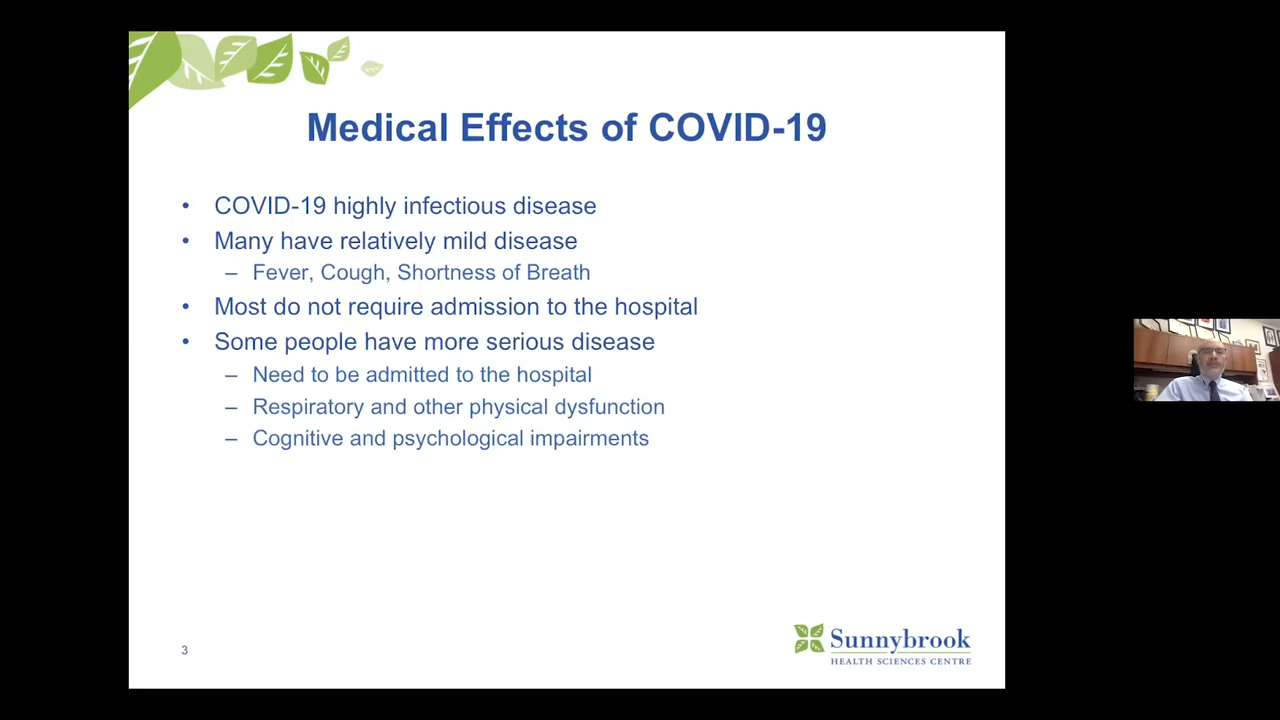 Medical Effects of COVID-19
• COVID-19 highly infectious disease
• Many have relatively mild disease
– Fever, Cough, Shortness of Breath
• Most do not require admission to the hospital
• Some people have more serious disease
– Need to be admitted to the hospital
– Respiratory and other physical dysfunction
– Cognitive and psychological impairments
3
Sunnybrook
HEALTH SCIENCES CENTRE